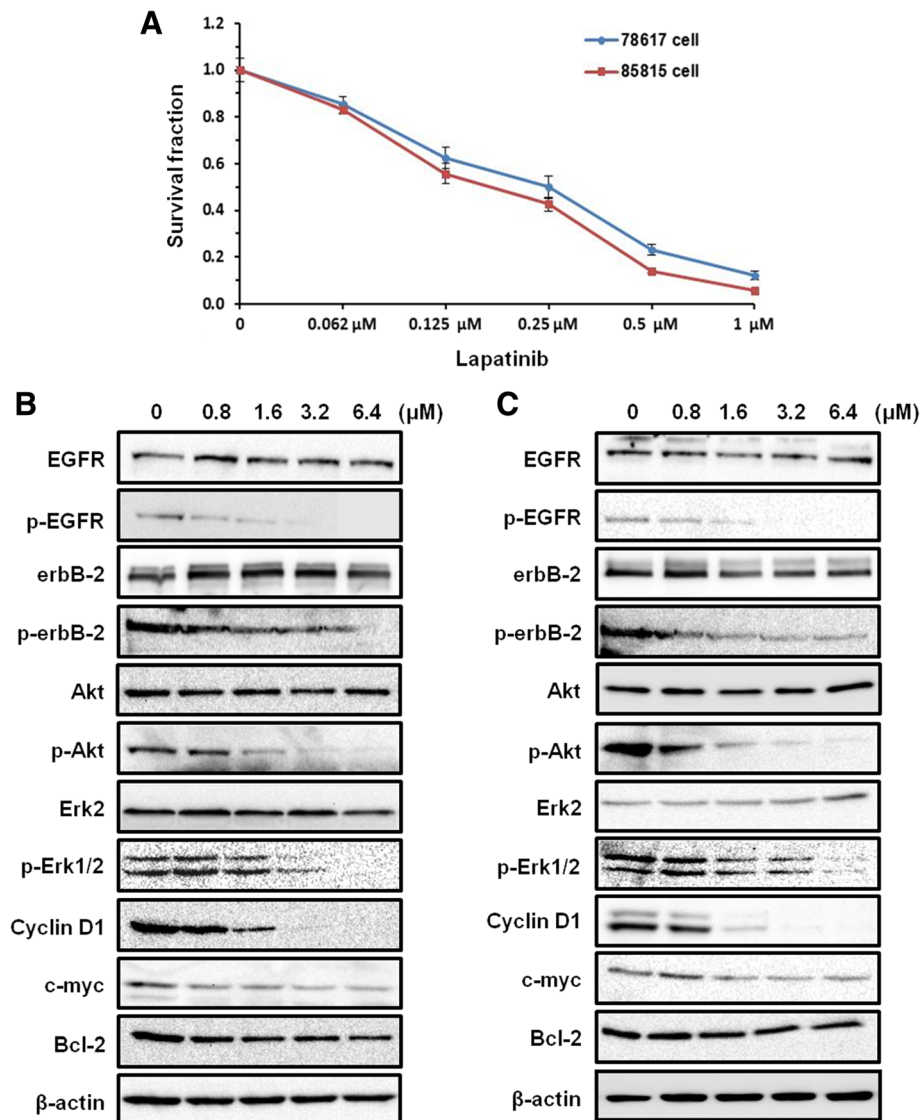 A
1.2
1.0
0.8
0.6
0.4
0.2
0.0
Survival fraction
78617 cell
85815 cell
0 0.062 µM 0.125 µM 0.25 µM 0.5 µM 1 µM
Lapatinib
B
0 0.8 1.6 3.2 6.4 (µM)
EGFR
p-EGFR
erbB-2
p-erbB-2
Akt
p-Akt
Erk2
p-Erk1/2
Cyclin D1
c-myc
Bcl-2
β-actin
C
0 0.8 1.6 3.2 6.4 (µM)
EGFR
p-EGFR
erbB-2
p-erbB-2
Akt
p-Akt
Erk2
p-Erk1/2
Cyclin D1
c-myc
Bcl-2
β-actin